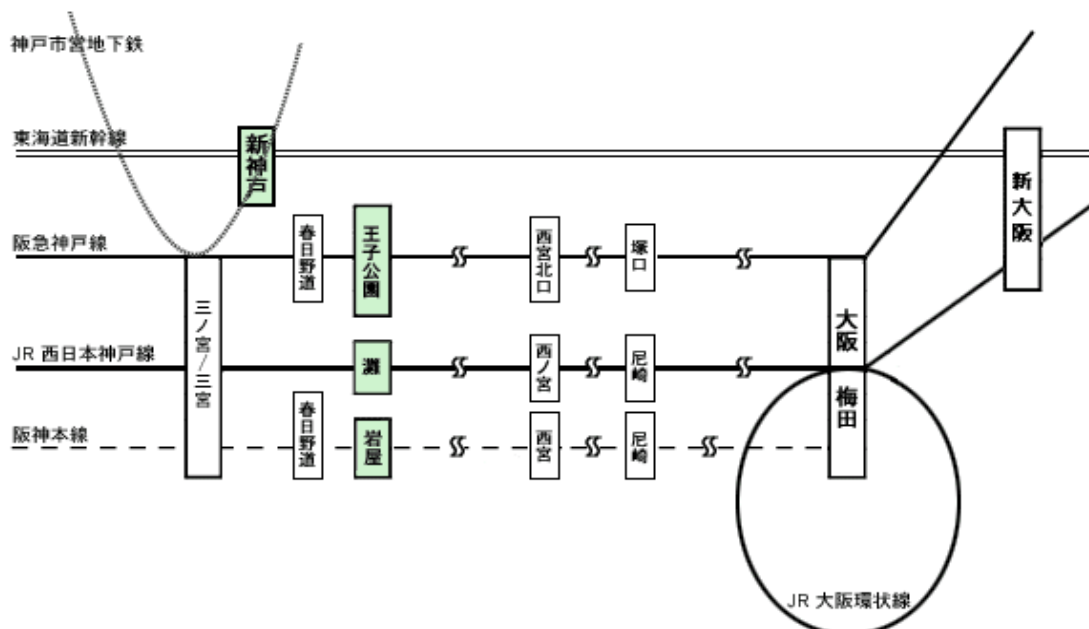 神戸市営地下鉄
東海道新幹線
新神戸
新大阪
阪急神戸線
春日野道
王子公園
西宮北口
塚口
三ノ宮/三宮
大阪
梅田
JR 西日本神戸線
灘
西ノ宮
尼崎
阪神本線
春日野道
岩屋
西宮
尼崎
JR 大阪環状線